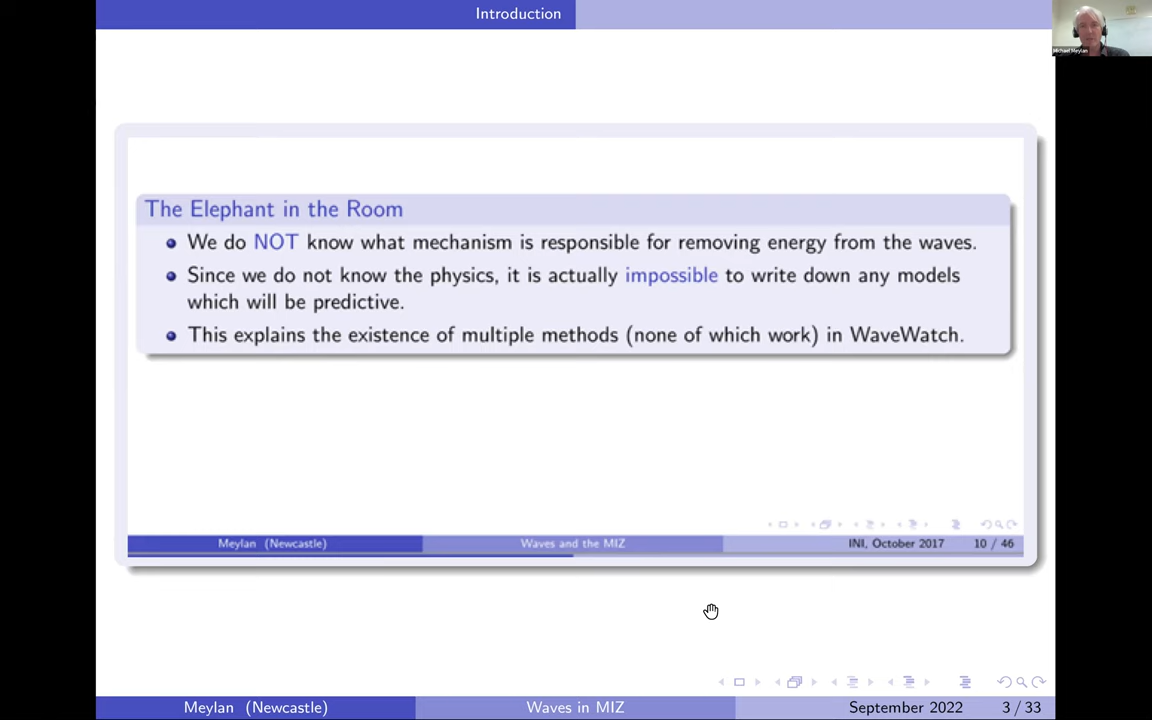 Introduction
Michael Meylan
The Elephant in the Room
We do NOT know what mechanism is responsible for removing energy from the waves.
Since we do not know the physics, it is actually impossible to write down any models
which will be predictive.
This explains the existence of multiple methods (none of which work) in WaveWatch.
Meylan (Newcastle) Waves and the MIZ INI, October 2017 10 / 46
Meylan (Newcastle) Waves in MIZ September 2022 3 / 33